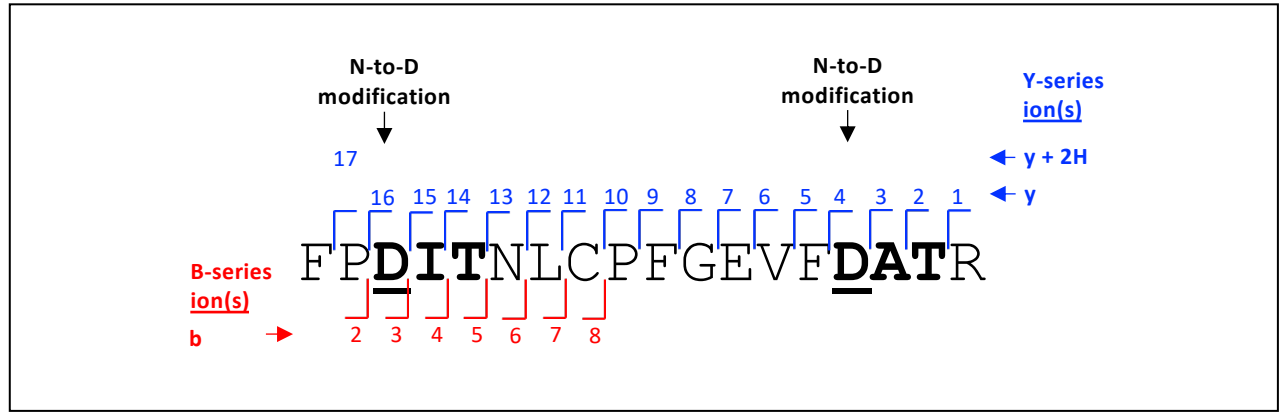 N-to-D
modification
N-to-D
modification
Y-series
ion(s)
17
y + 2H
16 15 14 13 12 11 10 9 8 7 6 5 4 3 2 1
y
FPDITNLCPFGEVFDATR
B-series
ion(s)
b
2 3 4 5 6 7 8